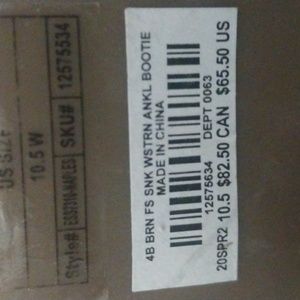 4B BRN FS SNK WSTRN ANKL BOOTIE
MADE IN CHINA
12575634 DEPT 0063
20SPR2 10.5 $82.50 CAN $65.50 US
US SIZE
10.5 W
Style#
SKU# 12575534